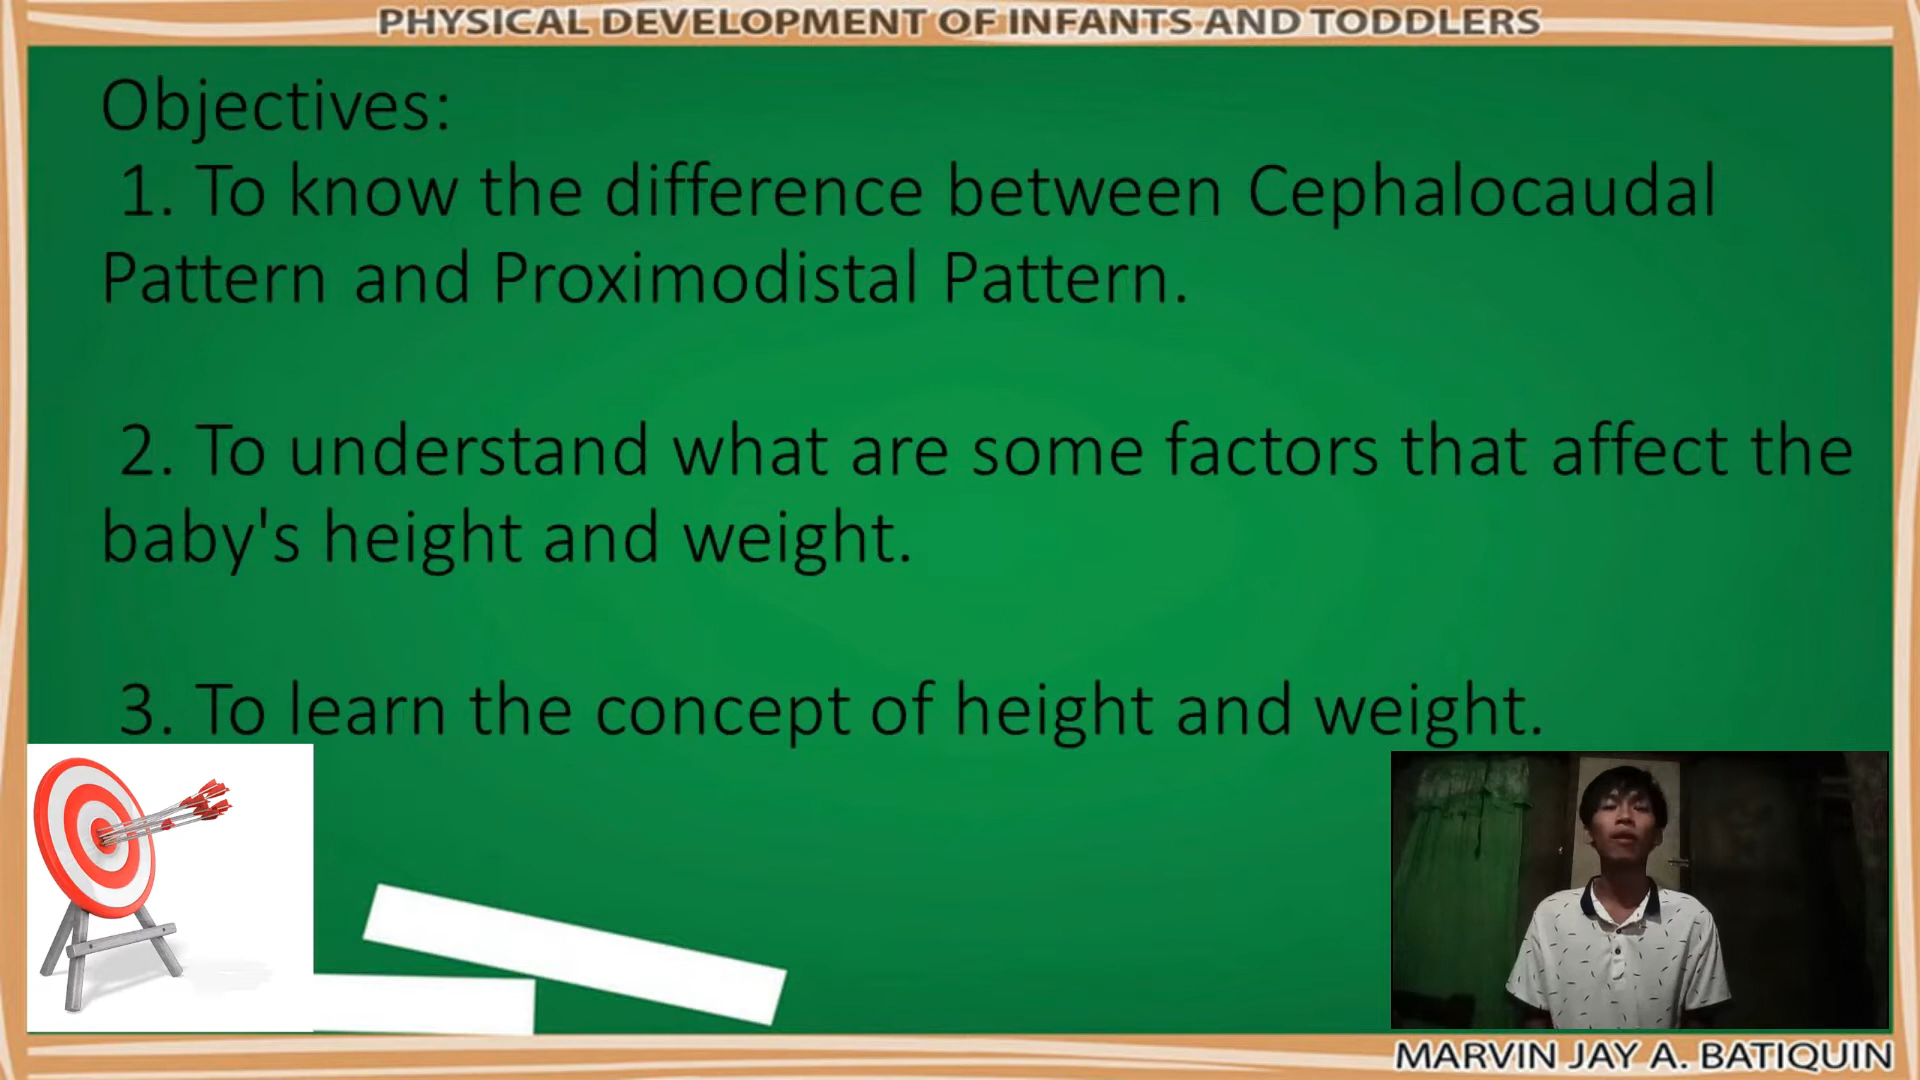 PHYSICAL DEVELOPMENT OF INFANTS AND TODDLERS
Objectives:
1. To know the difference between Cephalocaudal
Pattern and Proximodistal Pattern.
2. To understand what are some factors that affect the
baby's height and weight.
3. To learn the concept of height and weight.
MARVIN JAY A. BATIQUIN